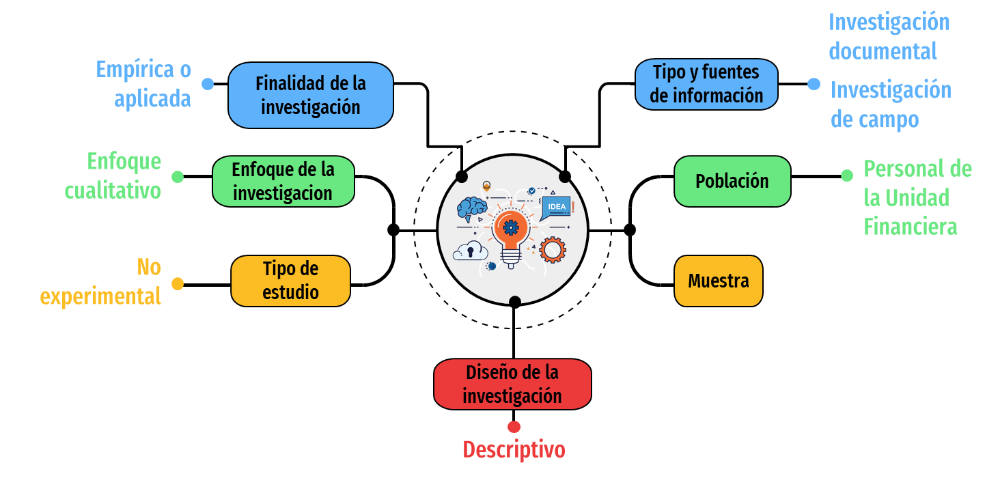 Empírica o
aplicada
Finalidad de la
investigación
Enfoque
cualitativo
Enfoque de la
investigacion
No
experimental
Tipo de
estudio
IDEA
Tipo y fuentes
de información
Investigación
documental
Investigación
de campo
Población
Personal de
la Unidad
Financiera
Muestra
Diseño de la
investigación
Descriptivo